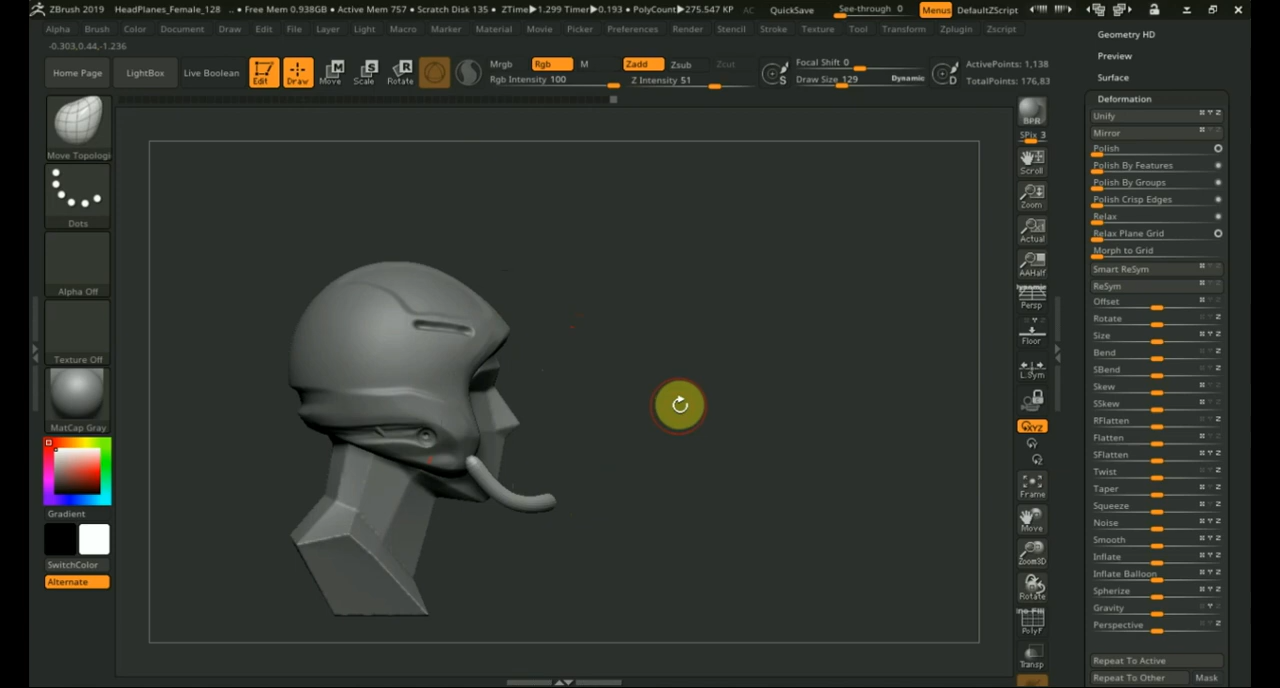 ZBrush 2019 HeadPlanes_Female_128 .. • Free Mem 0.938GB • Active Mem 757 • Scratch Disk 135 • ZTime▶1.299 Timer▶0.193 • PolyCount▶275.547 KP AC QuickSave See-through 0 Menus DefaultZScript
Alpha Brush Color Document Draw Edit File Layer Light Macro Marker Material Movie Picker Preferences Render Stencil Stroke Texture Tool Transform Zplugin Zscript
-0.303,0.44,-1.236
Home Page LightBox Live Boolean Edit Draw Move Scale Rotate
Mrgb Rgb M Zadd Zsub Zcut
Rgb Intensity 100 Z Intensity 51
Focal Shift 0
Draw Size 129 Dynamic
ActivePoints: 1,138
TotalPoints: 176,83
Move Topologi
Dots
Alpha Off
Texture Off
MatCap Gray
Gradient
SwitchColor
Alternate
BPR
SPix 3
Scroll
Zoom
Actual
AAHalf
Dynamic
Persp
Floor
L.Sym
XYZ
Frame
Move
Zoom3D
Rotate
ine Fill
PolyF
Transp
Geometry HD
Preview
Surface
Deformation
Unify
Mirror
Polish
Polish By Features
Polish By Groups
Polish Crisp Edges
Relax
Relax Plane Grid
Morph to Grid
Smart ReSym
ReSym
Offset
Rotate
Size
Bend
SBend
Skew
SSkew
RFlatten
Flatten
SFlatten
Twist
Taper
Squeeze
Noise
Smooth
Inflate
Inflate Balloon
Spherize
Gravity
Perspective
Repeat To Active
Repeat To Other Mask